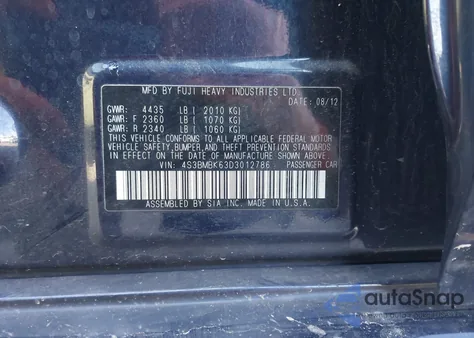 MFD BY FUJI HEAVY INDUSTRIES LTD
DATE: 08/12
GVWR: 4435 LB ( 2010 KG)
GAWR: F 2360 LB ( 1070 KG)
GAWR: R 2340 LB ( 1060 KG)
THIS VEHICLE CONFORMS TO ALL APPLICABLE FEDERAL MOTOR
VEHICLE SAFETY, BUMPER, AND THEFT
STANDARDS IN EFFECT ON THE DATE OF MANUFACTURE SHOWN ABOVE
VIN: 4S3BMBK63D3012786 PASSENGER CAR
ASSEMBLED BY SIA INC. MADE IN U.S.A.
autoSnap